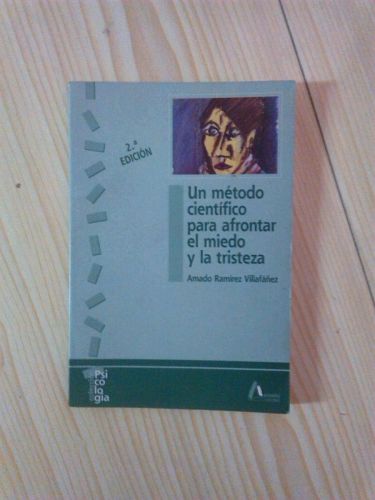 2.ª
EDICIÓN
Un método
científico
para afrontar
el miedo
y la tristeza
Amado Ramírez Villafáñez
Psi
co
lo
gía